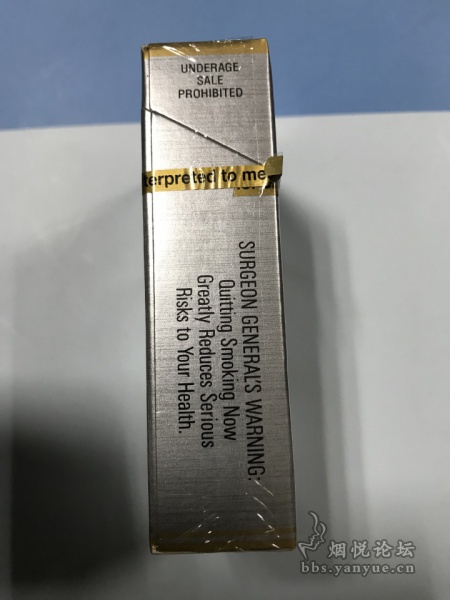 UNDERAGE
SALE
PROHIBITED
terpreted to me
SURGEON GENERAL'S WARNING:
Quitting Smoking Now
Greatly Reduces Serious
Risks to Your Health.
烟悦论坛
bbs.yanyue.cn